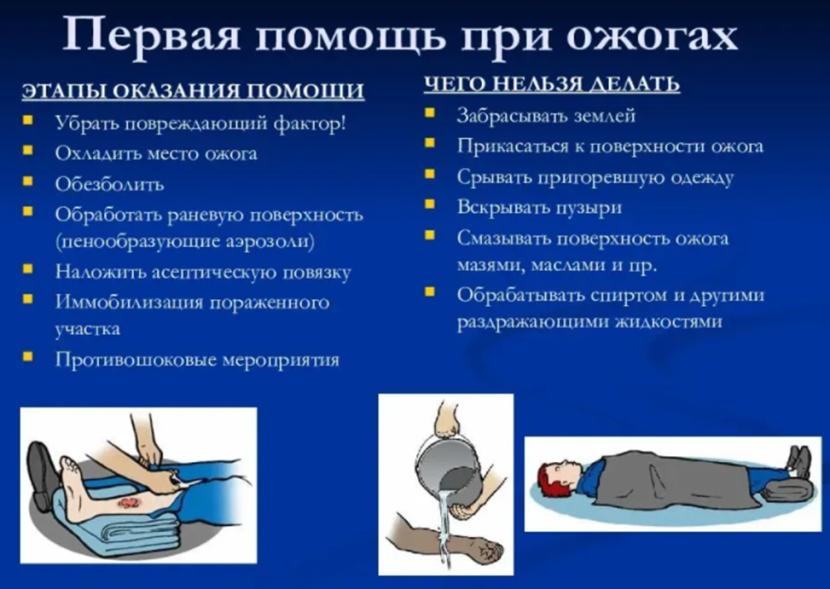 Первая помощь при ожогах
ЭТАПЫ ОКАЗАНИЯ ПОМОЩИ
Убрать повреждающий фактор!
Охладить место ожога
Обезболить
Обработать раневую поверхность
(пенообразующие аэрозоли)
Наложить асептическую повязку
Иммобилизация пораженного
участка
Противошоковые мероприятия
ЧЕГО НЕЛЬЗЯ ДЕЛАТЬ
Забрасывать землей
Прикасаться к поверхности ожога
Срывать пригоревшую одежду
Вскрывать пузыри
Смазывать поверхность ожога
мазями, маслами и пр.
Обрабатывать спиртом и другими
раздражающими жидкостями